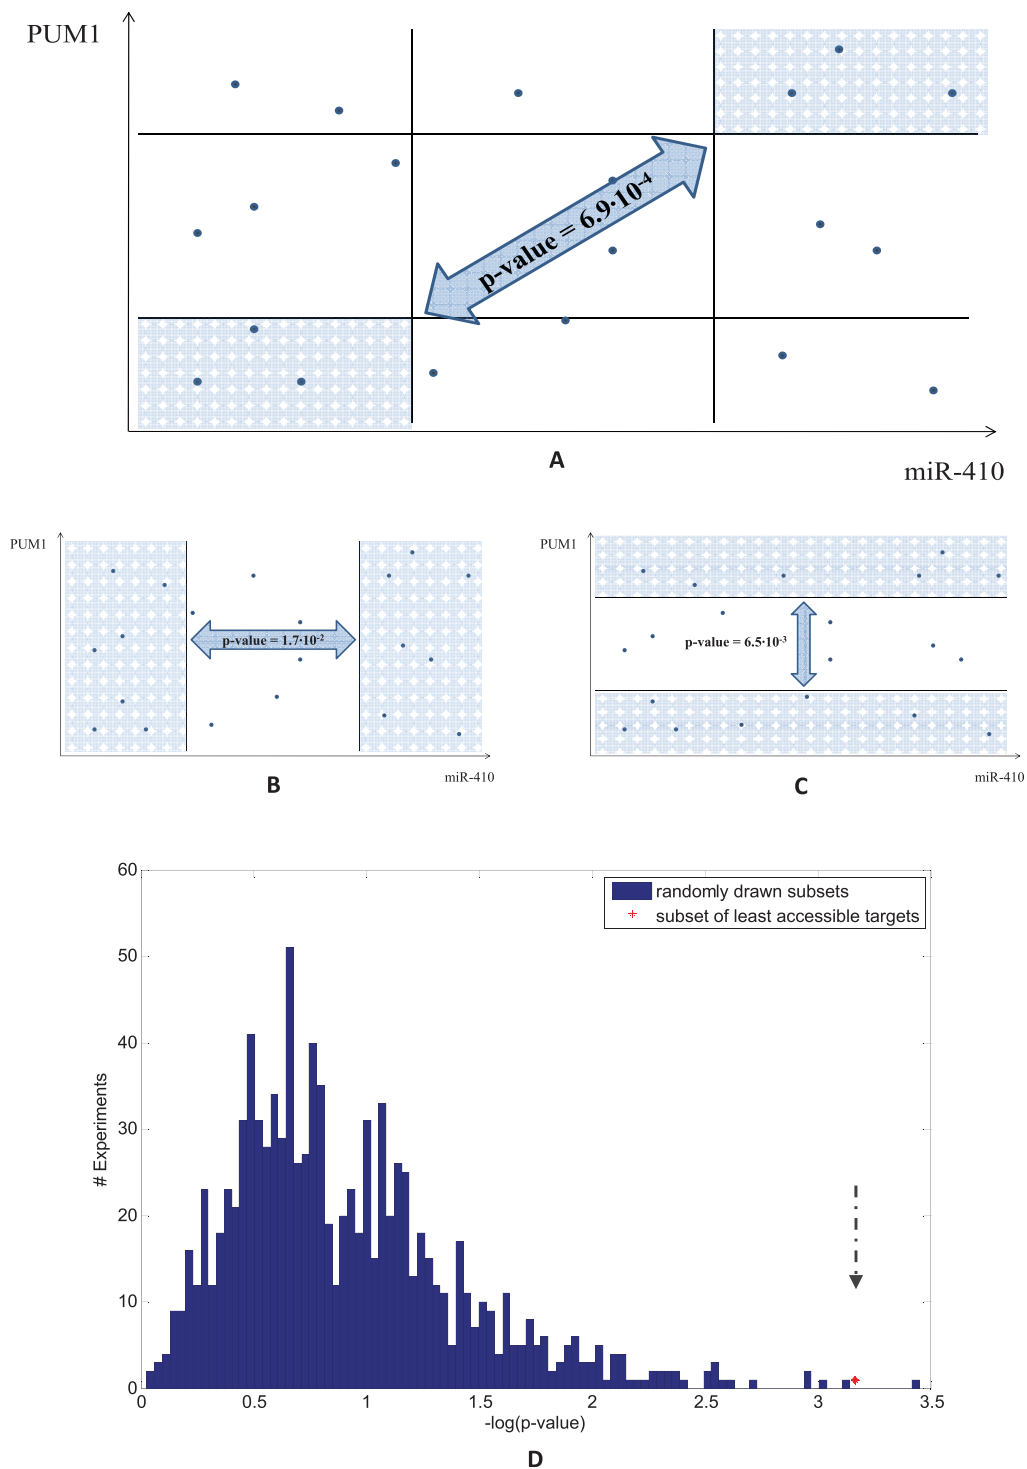 PUM1
p-value = 6.9·10⁻⁴
A
miR-410
PUM1
p-value = 1.7·10⁻²
miR-410
B
PUM1
p-value = 6.5·10⁻³
miR-410
C
60
50
40
30
20
10
0
# Experiments
randomly drawn subsets
subset of least accessible targets
0 0.5 1 1.5 2 2.5 3 3.5
-log(p-value)
D